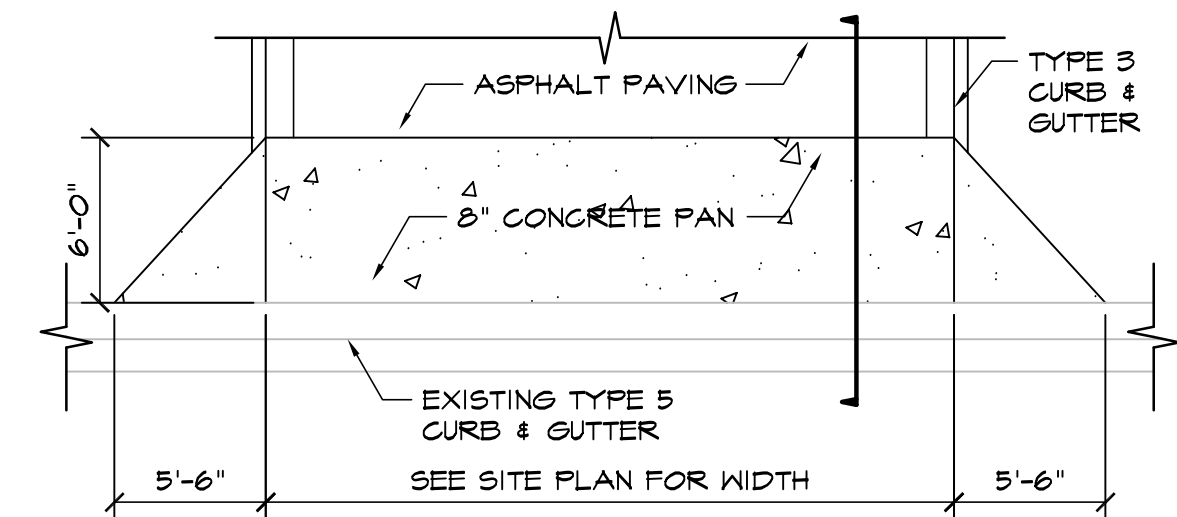 ASPHALT PAVING
TYPE 3
CURB &
GUTTER
6'-0"
8" CONCRETE PAN
EXISTING TYPE 5
CURB & GUTTER
5'-6"
SEE SITE PLAN FOR WIDTH
5'-6"